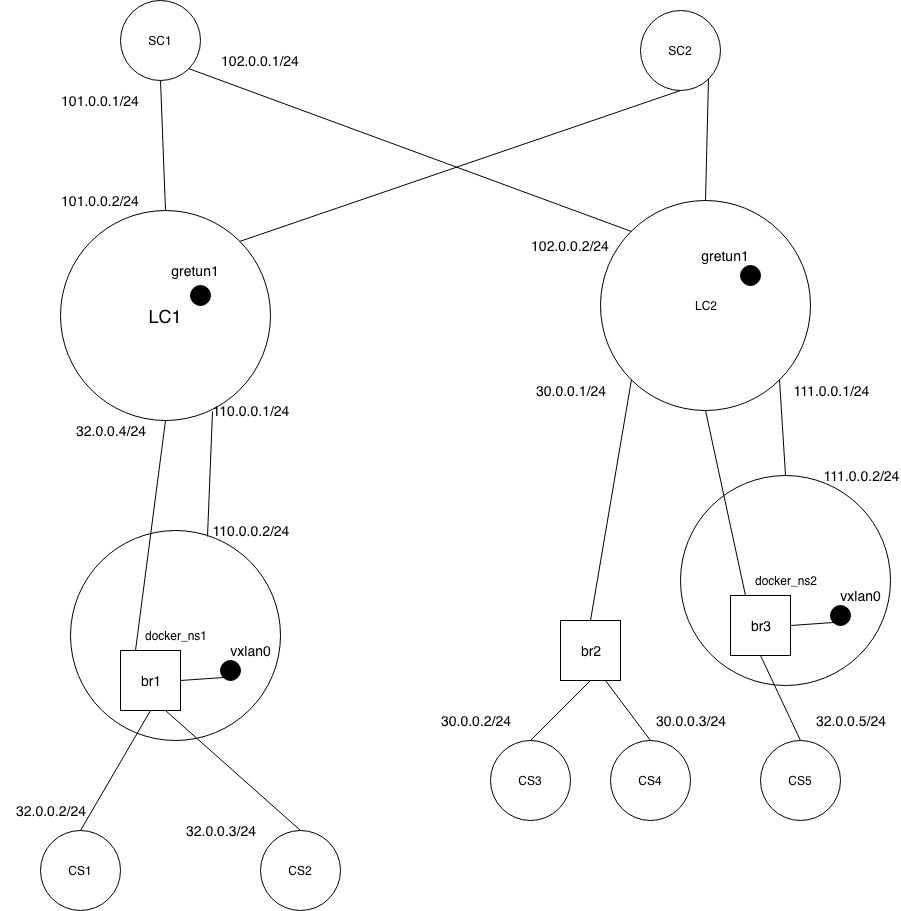 SC1
SC2
102.0.0.1/24
101.0.0.1/24
101.0.0.2/24
102.0.0.2/24
gretun1
gretun1
LC1
LC2
30.0.0.1/24
111.0.0.1/24
110.0.0.1/24
32.0.0.4/24
111.0.0.2/24
110.0.0.2/24
docker_ns2
vxlan0
br3
docker_ns1
vxlan0
br2
br1
30.0.0.2/24
30.0.0.3/24
32.0.0.5/24
CS3
CS4
CS5
32.0.0.2/24
32.0.0.3/24
CS1
CS2